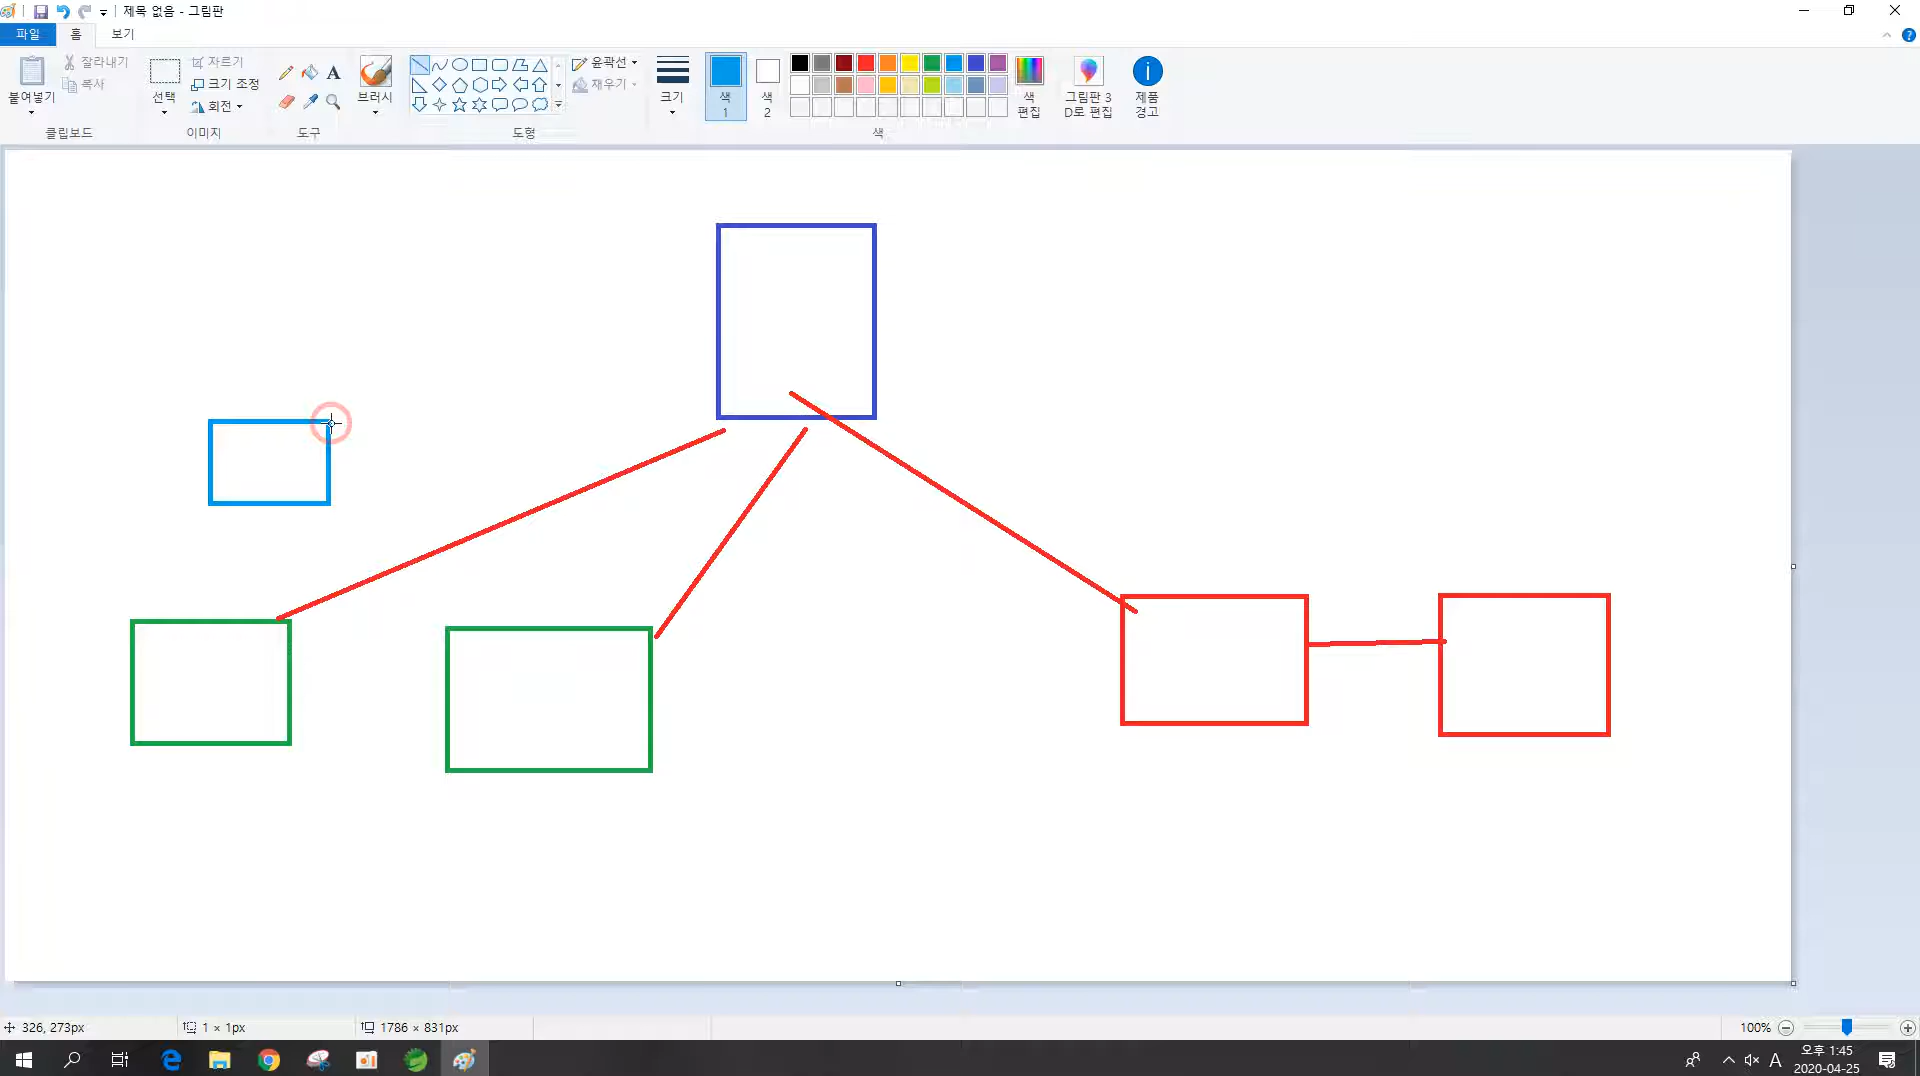 제목 없음 - 그림판
파일 홈 보기
붙여넣기
잘라내기
복사
클립보드
선택
자르기
크기 조정
회전
이미지
A
도구
브러시
윤곽선
채우기
도형
크기
색
1
색
2
색
편집
색
그림판 3
D로 편집
제품
경고
326, 273px
1 × 1px
1786 × 831px
100%
A
오후 1:45
2020-04-25